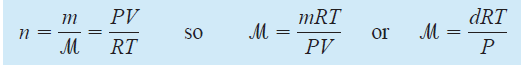 n = m/ℳ = PV/RT so ℳ = mRT/PV or ℳ = dRT/P